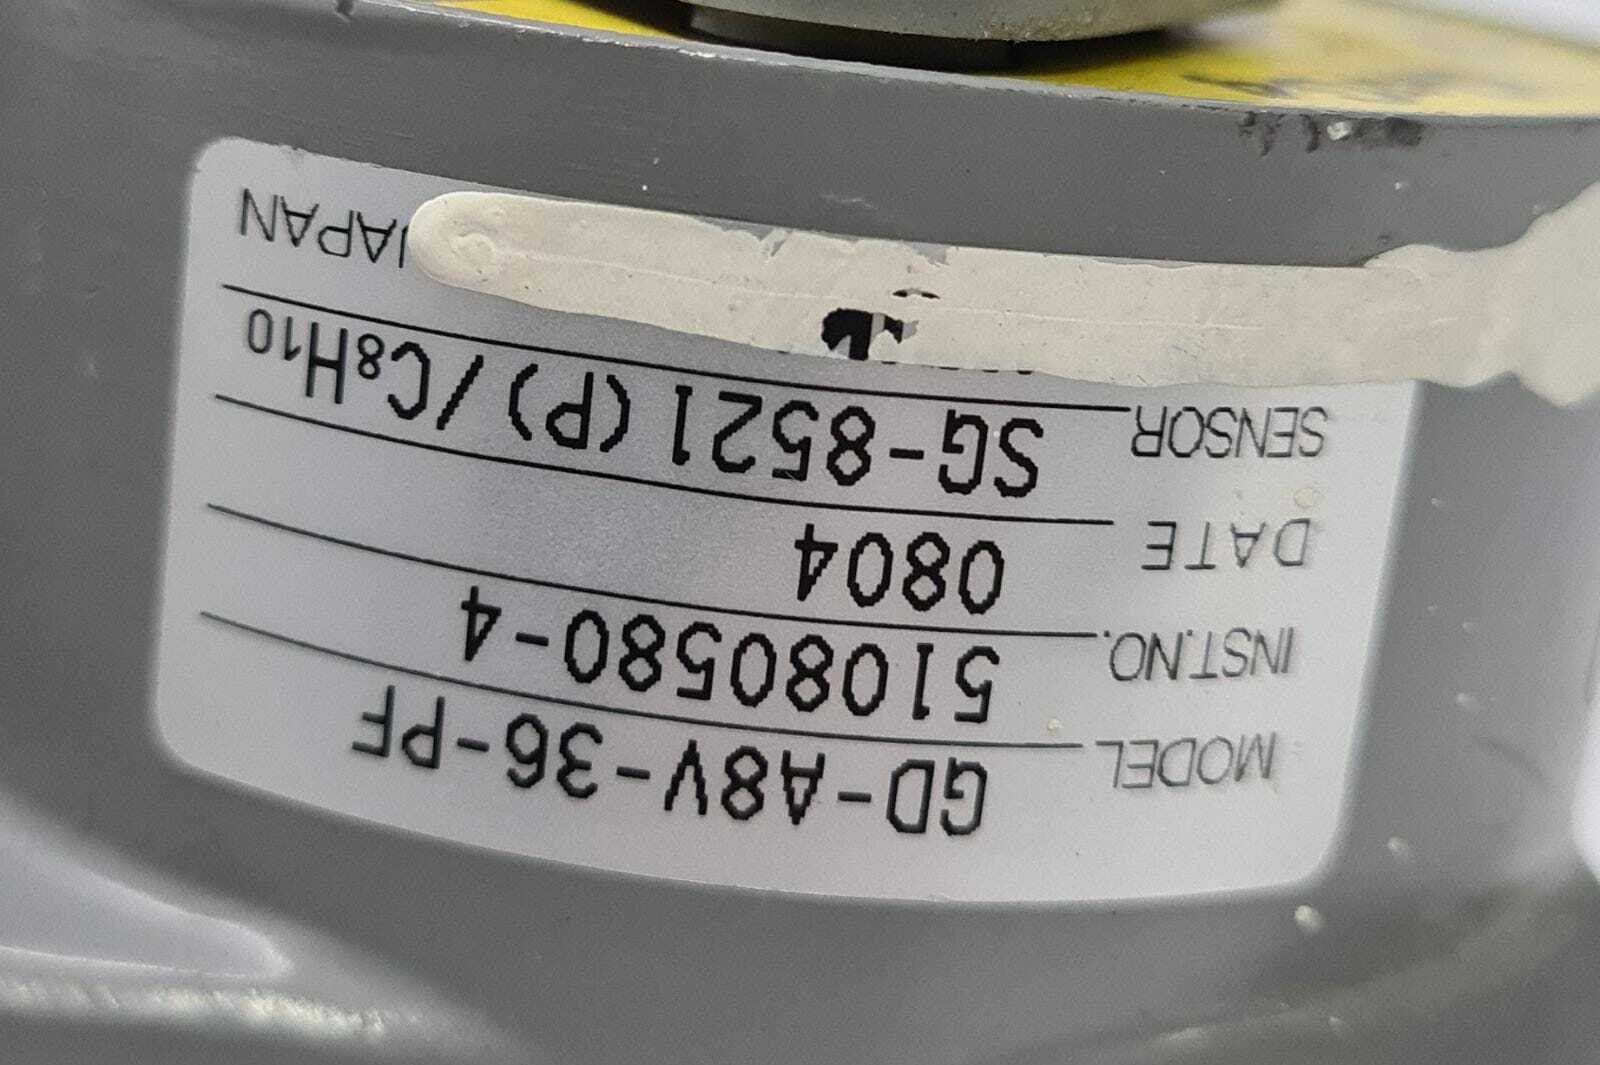 MODEL GD-A8V-36-PF
INST.NO. 51080580-4
DATE 0804
SENSOR SG-8521(P)/C8H10
JAPAN